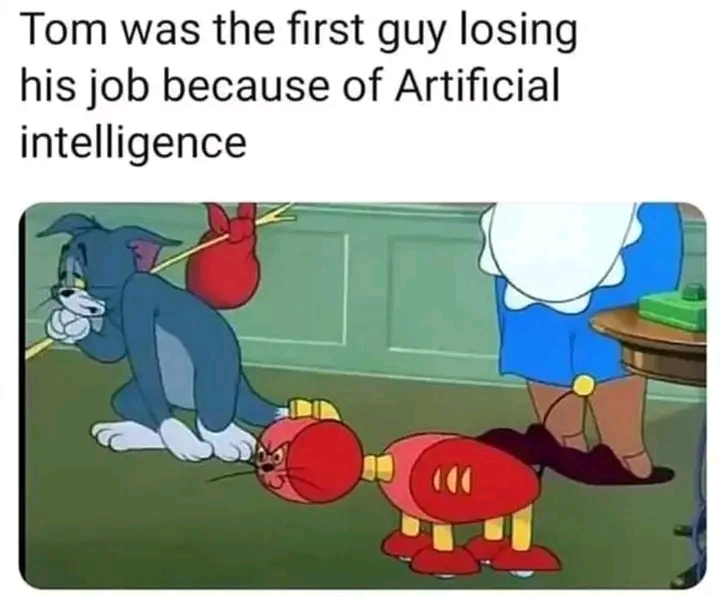 Tom was the first guy losing
his job because of Artificial
intelligence